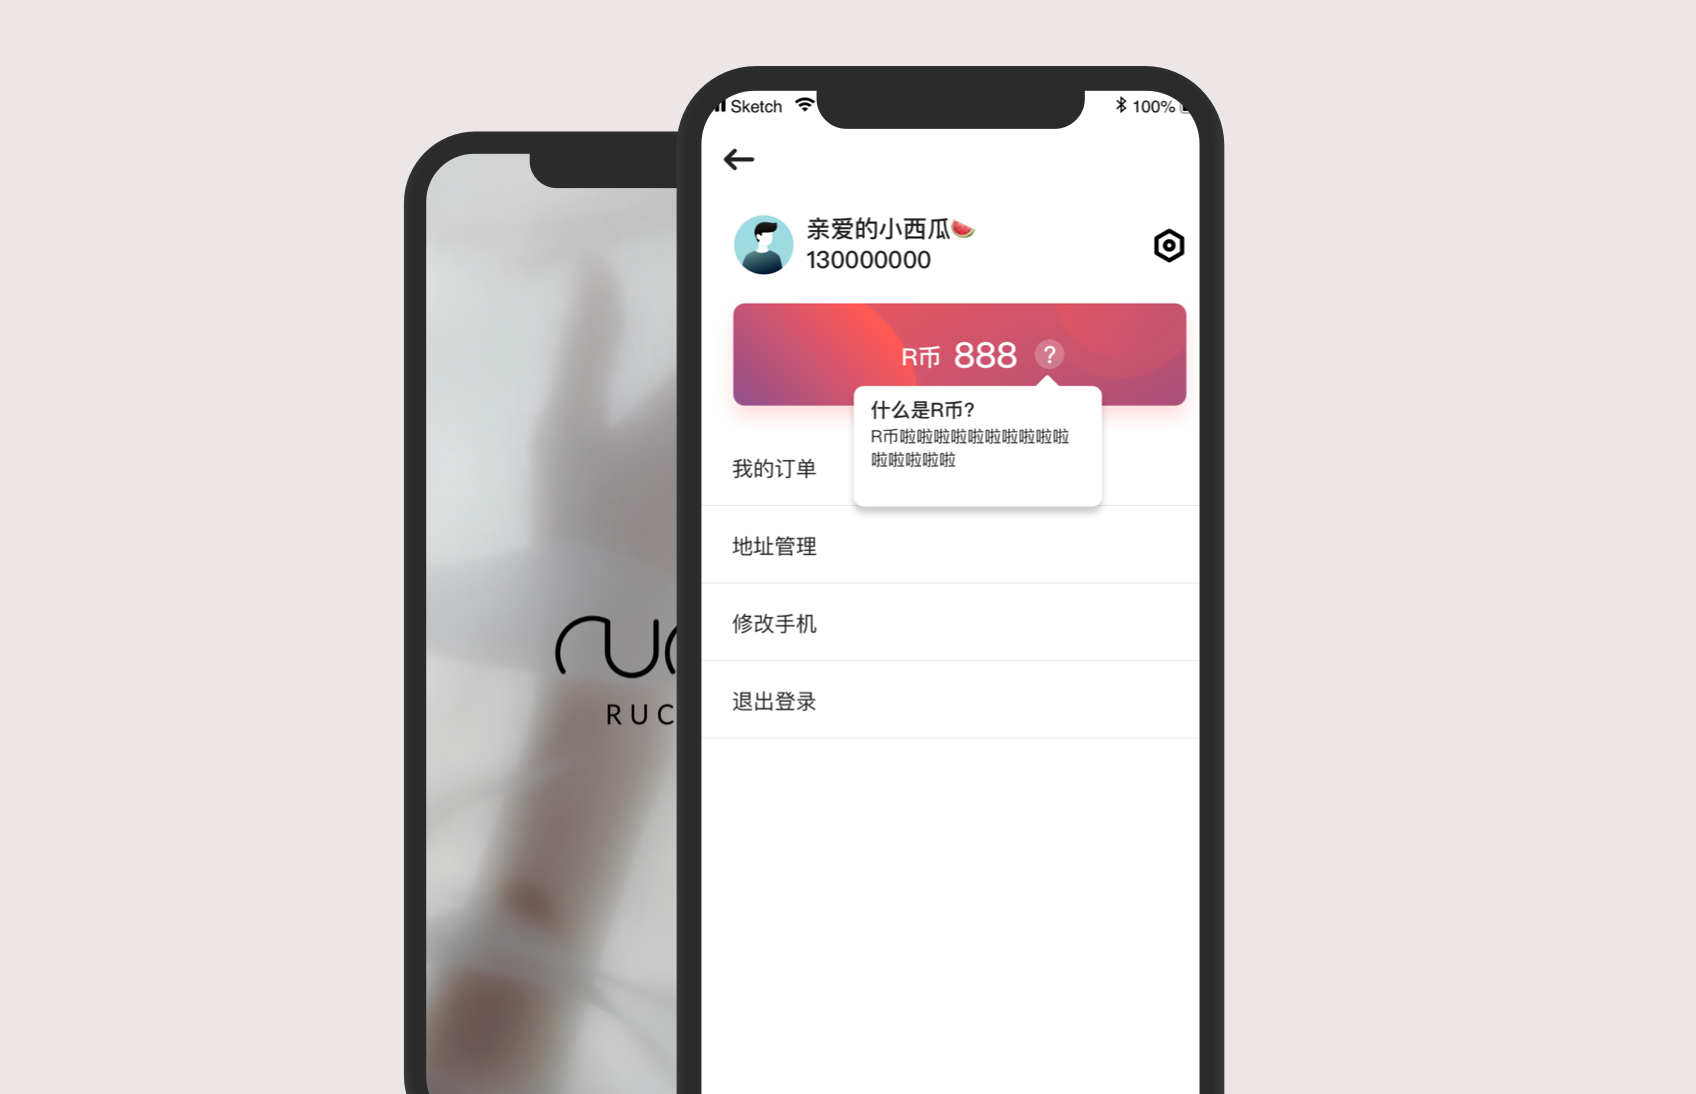 Sketch
100%
亲爱的小西瓜🍉
130000000
R币 888 ?
什么是R币?
R币啦啦啦啦啦啦啦啦啦啦
啦啦啦啦啦
我的订单
地址管理
修改手机
退出登录
RUC